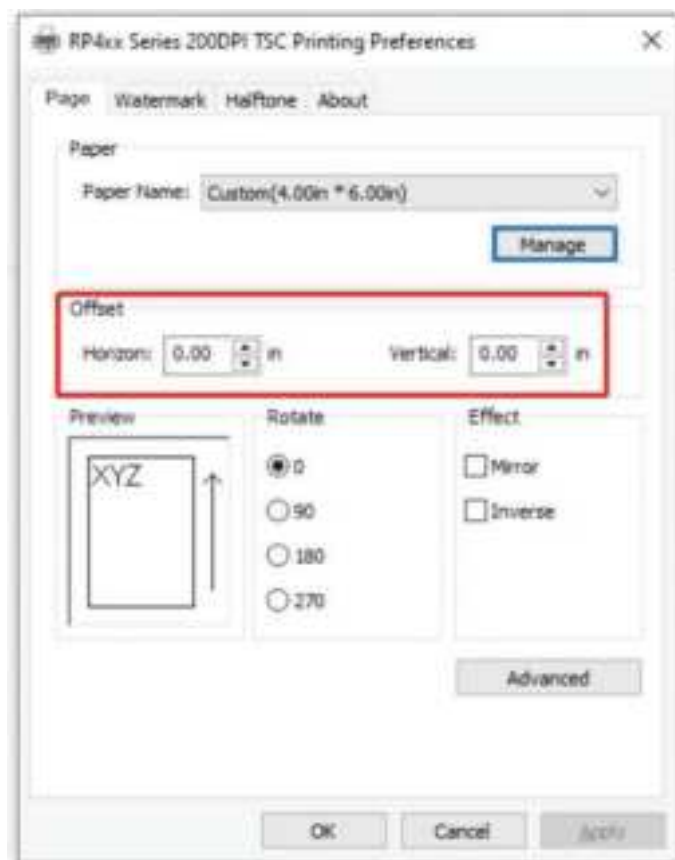 RP4xx Series 200DPI TSC Printing Preferences
Page Watermark Halftone About
Paper
Paper Name: Custom(4.00in * 6.00in)
Manage
Offset
Horizon: 0.00 in Vertical: 0.00 in
Preview Rotate Effect
XYZ
0 Mirror
90 Inverse
180
270
Advanced
OK Cancel Apply